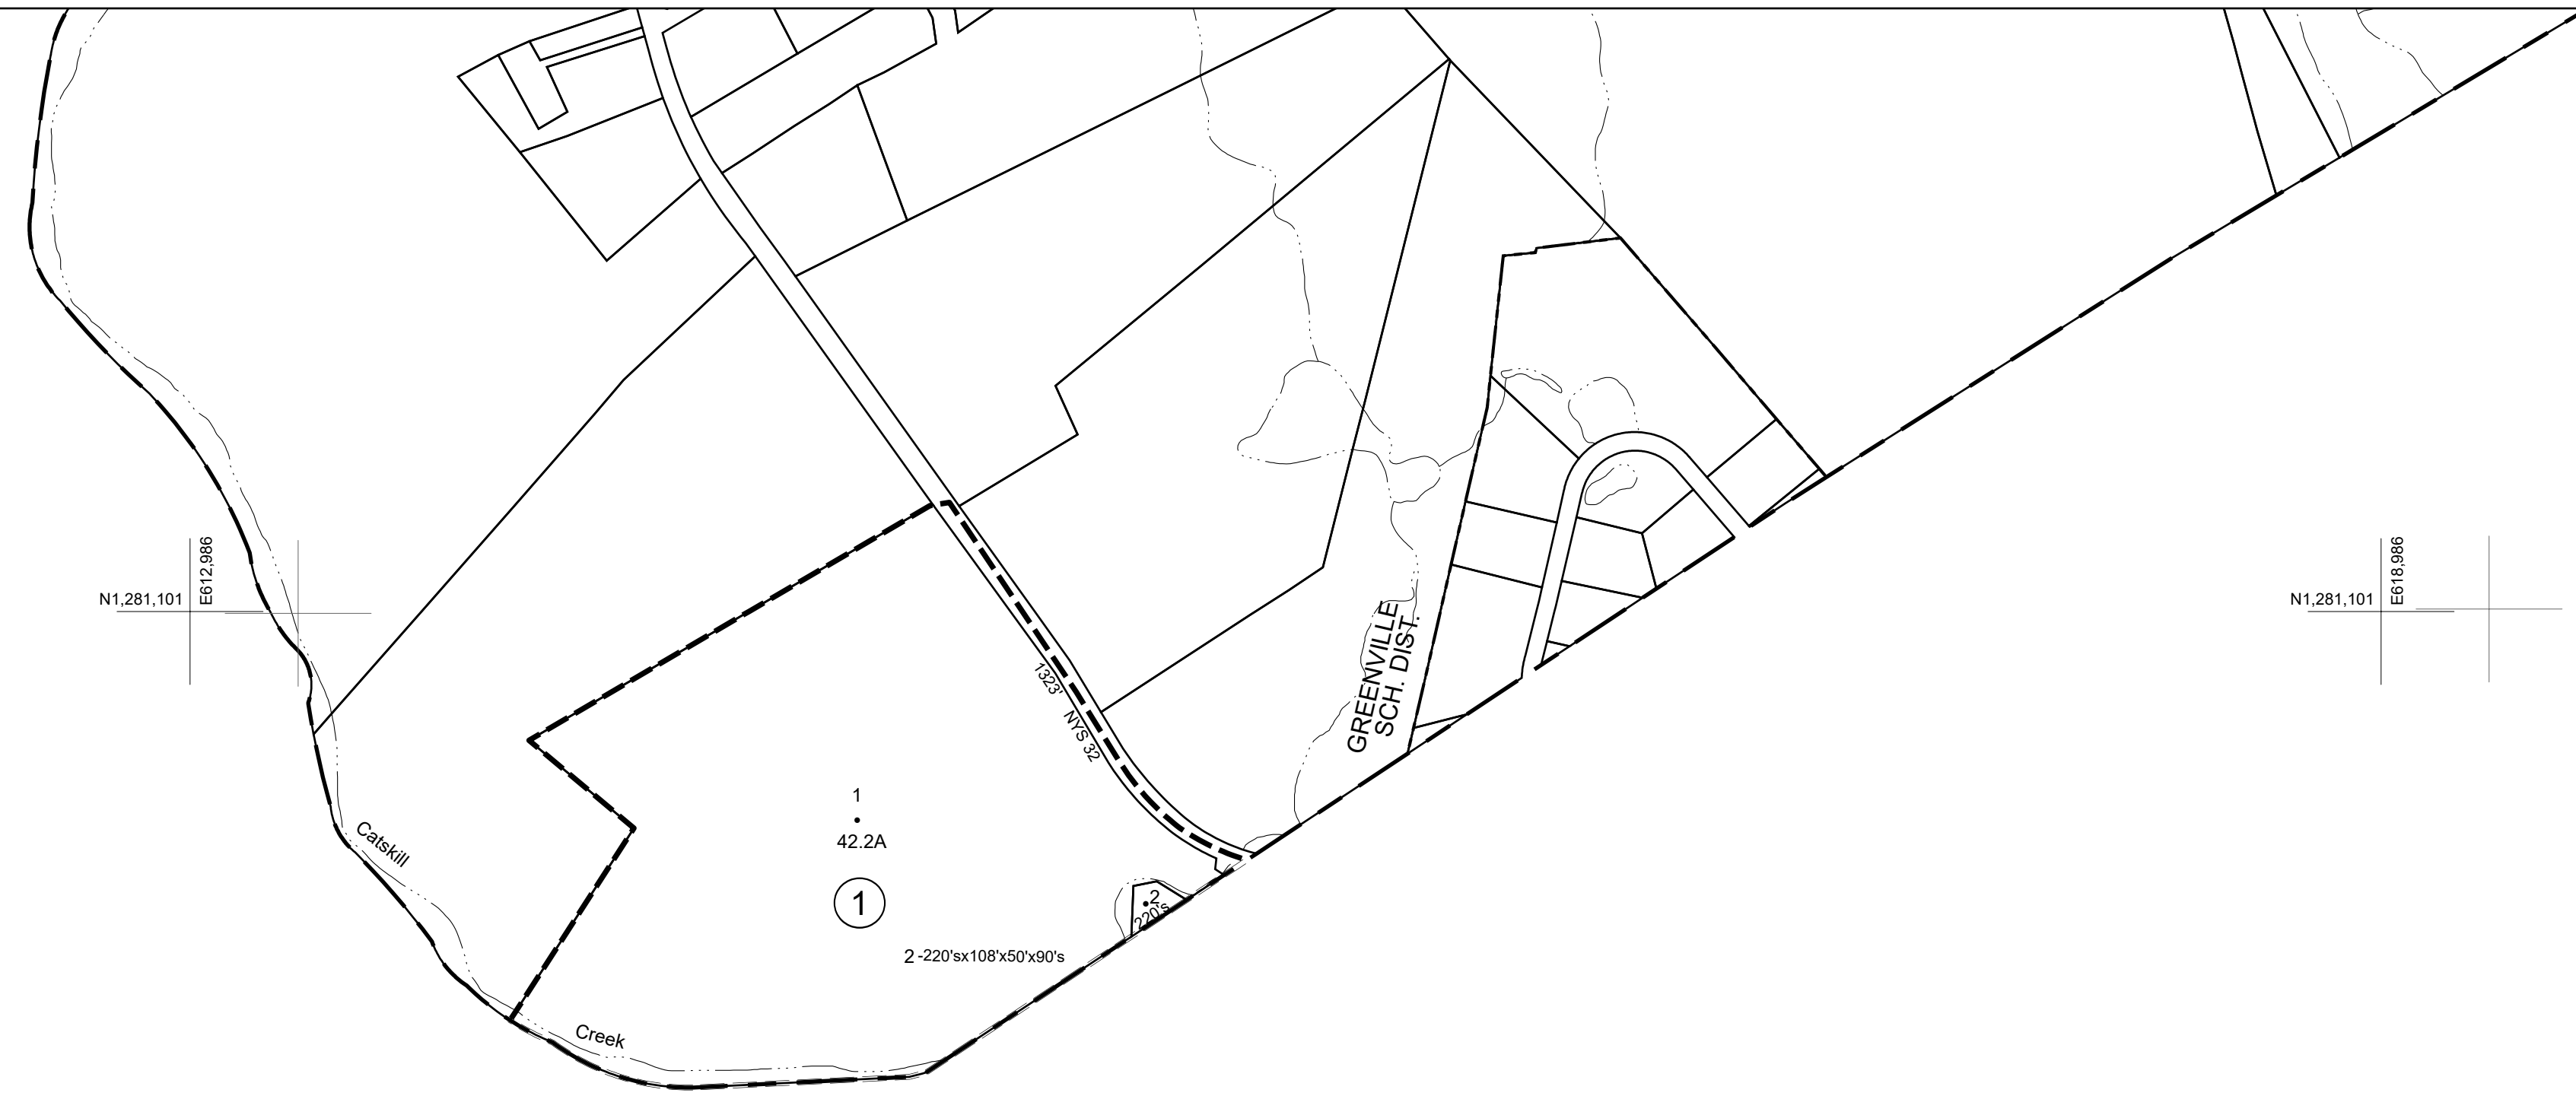 N1,281,101
E612,986
N1,281,101
E618,986
GREENVILLE
SCH. DIST.
1323'
NYS 32
1
42.2A
1
Catskill
2
220's
2 -220'sx108'x50'x90's
Creek